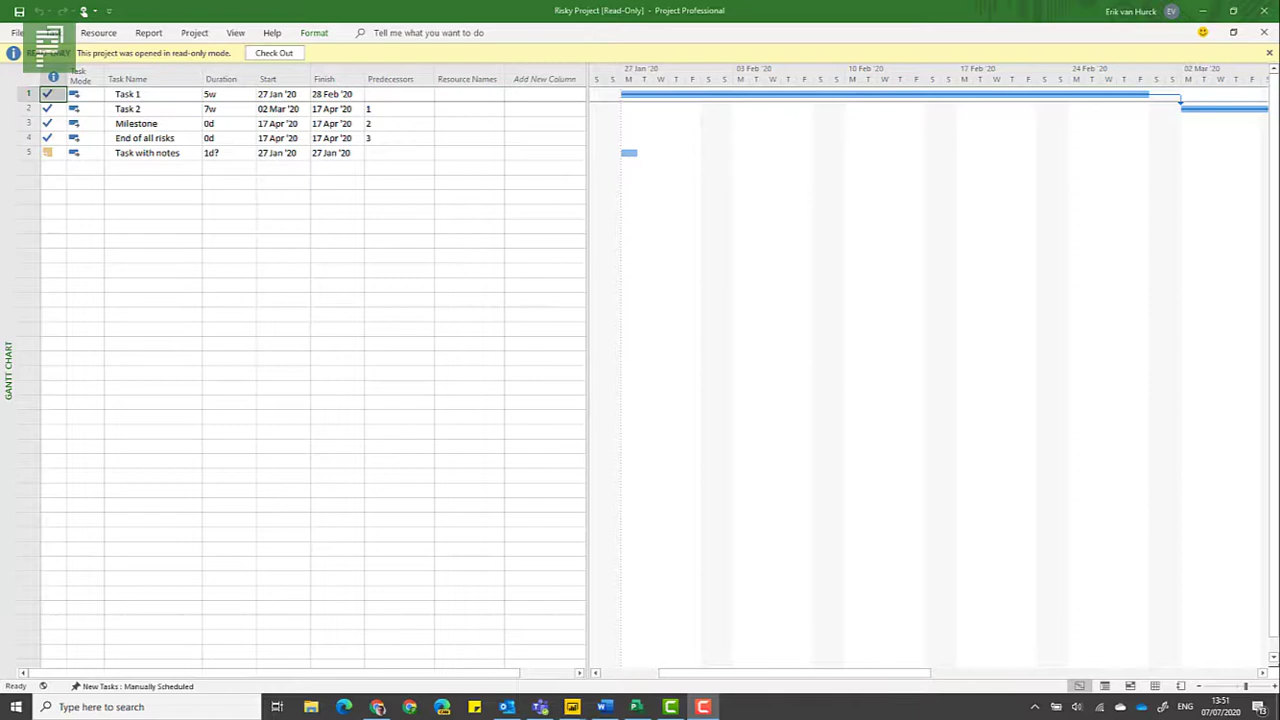 Risky Project [Read-Only] - Project Professional
Erik van Hurck EV
Resource Report Project View Help Format Tell me what you want to do
This project was opened in read-only mode. Check Out
Task Mode Task Name Duration Start Finish Predecessors Resource Names Add New Column
27 Jan '20 03 Feb '20 10 Feb '20 17 Feb '20 24 Feb '20 02 Mar '20
S S M T W T F S S M T W T F S S M T W T F S S M T W T F S S M T W T F S S M T W T F S
1 Task 1 5w 27 Jan '20 28 Feb '20
2 Task 2 7w 02 Mar '20 17 Apr '20 1
3 Milestone 0d 17 Apr '20 17 Apr '20 2
4 End of all risks 0d 17 Apr '20 17 Apr '20 3
5 Task with notes 1d? 27 Jan '20 27 Jan '20
GANTT CHART
Ready New Tasks : Manually Scheduled
Type here to search
ENG
13:51
07/07/2020